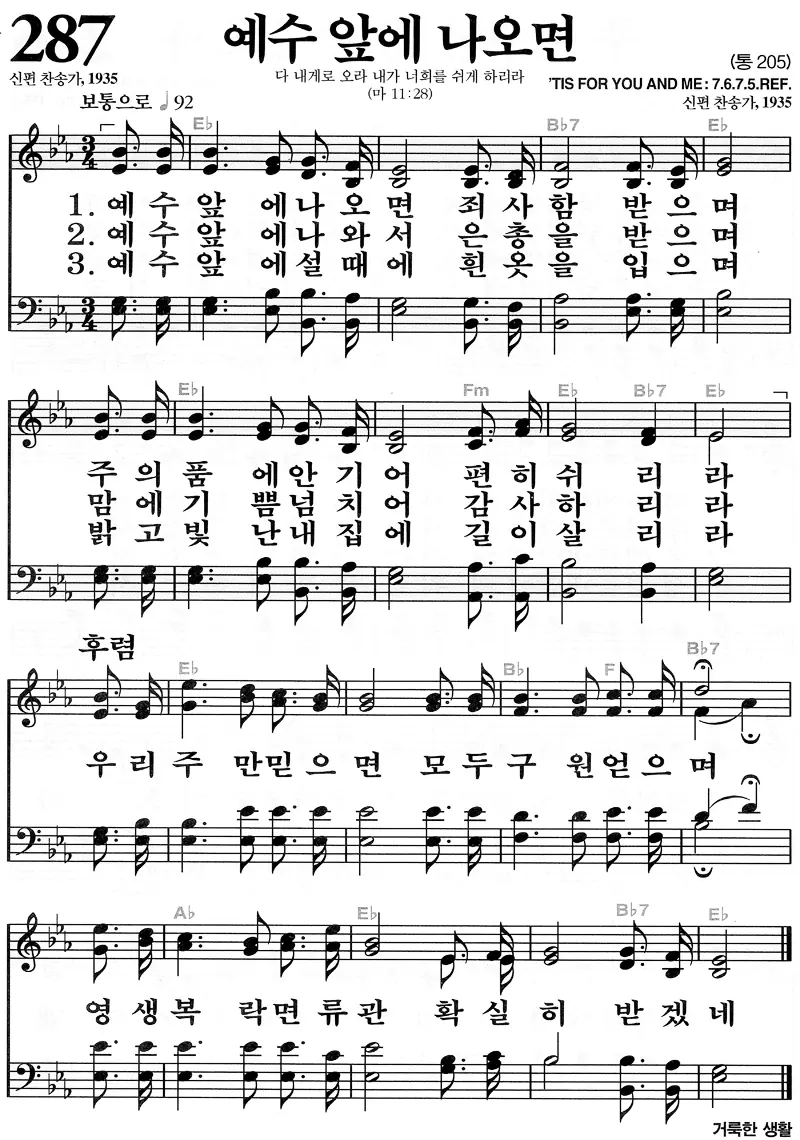 287
예수 앞에 나오면
(통 205)
신편 찬송가, 1935
다 내게로 오라 내가 너희를 쉬게 하리라
(마 11:28)
'TIS FOR YOU AND ME: 7.6.7.5.REF.
신편 찬송가, 1935
보통으로 ♩92
E♭ B♭7 E♭
3/4
1. 예 수 앞 에 나 오 면 죄 사 함 받 으 며
2. 예 수 앞 에 나 와 서 은 총 을 받 으 며
3. 예 수 앞 에 설 때 에 흰 옷 을 입 으 며
3/4
E♭ Fm E♭ B♭7 E♭
주 의 품 에 안 기 어 편 히 쉬 리 라
맘 에 기 쁨 넘 치 어 감 사 하 리 라
밝 고 빛 난 내 집 에 길 이 살 리 라
후렴
E♭ B♭ F B♭7
우 리 주 만 믿 으 면 모 두 구 원 얻 으 며
A♭ E♭ B♭7 E♭
영 생 복 락 면 류 관 확 실 히 받 겠 네
거룩한 생활